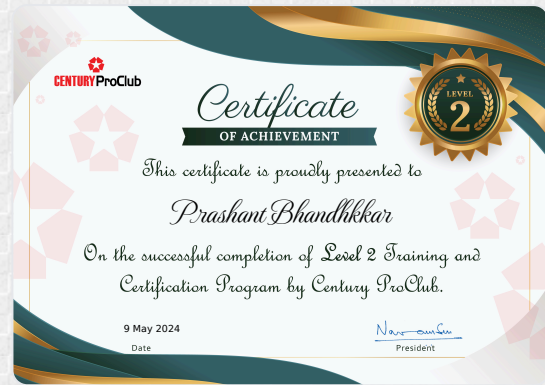 CENTURY ProClub
Certificate
OF ACHIEVEMENT
LEVEL
2
This certificate is proudly presented to
Prashant Bhandhkkar
On the successful completion of Level 2 Training and
Certification Program by Century ProClub.
9 May 2024
Date
President